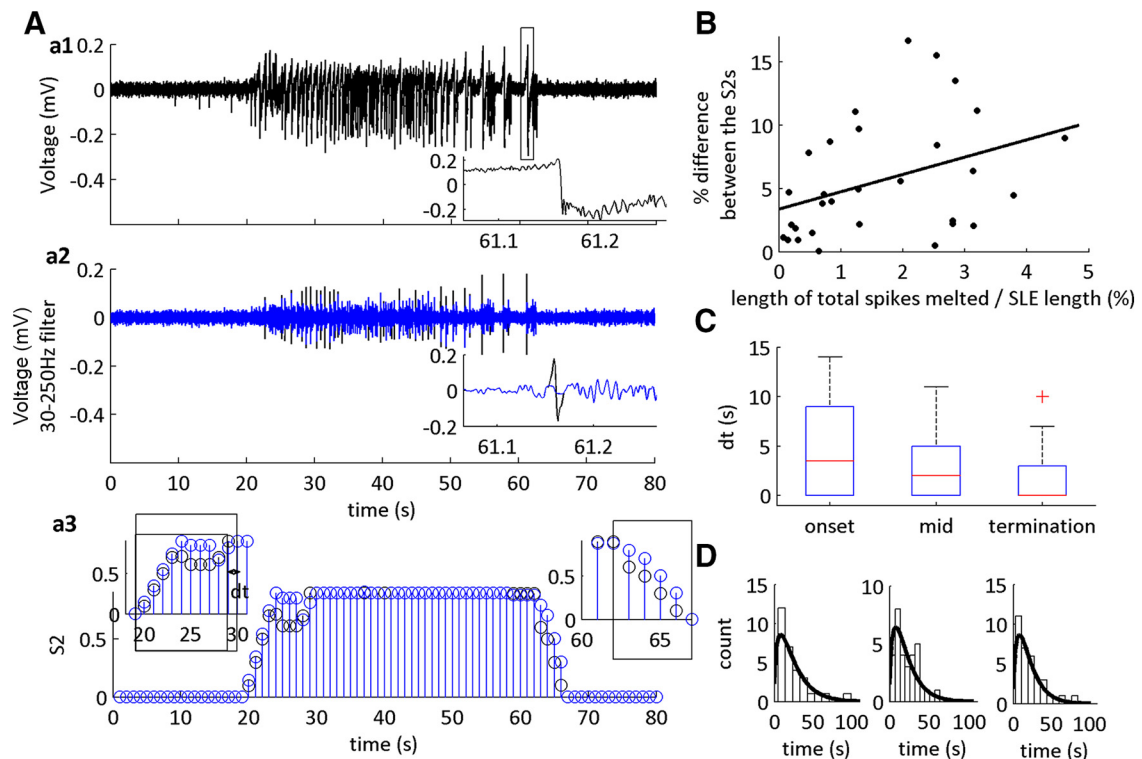 A
a1
Voltage (mV)
0.2
0
-0.2
-0.4
0.2
0
-0.2
61.1 61.2
a2
Voltage (mV)
30-250Hz filter
0.2
0
-0.2
-0.4
0.2
0
-0.2
61.1 61.2
0 10 20 30 40 50 60 70 80
time (s)
a3
S2
0.5
0.5
0
0
20 25 30
dt
0.5
0
60 65
0 10 20 30 40 50 60 70 80
time (s)
B
% difference
between the S2s
15
10
5
0
0 1 2 3 4 5
length of total spikes melted / SLE length (%)
C
dt (s)
15
10
5
0
onset mid termination
D
count
15
10
5
0
0 50 100
time (s)
10
5
0
0 50 100
time (s)
15
10
5
0
0 50 100
time (s)